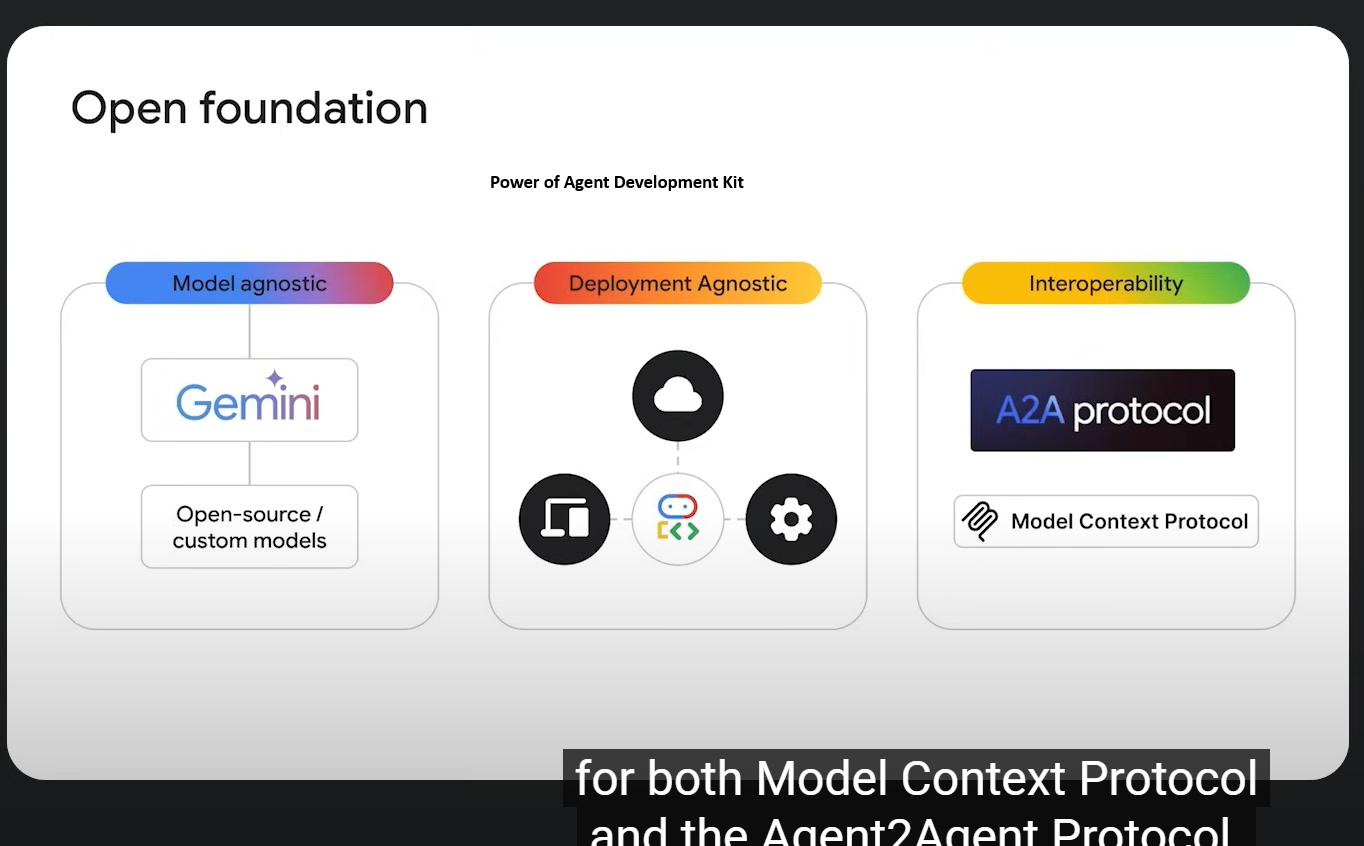 Open foundation
Power of Agent Development Kit
Model agnostic
Gemini
Open-source /
custom models
Deployment Agnostic
Interoperability
A2A protocol
Model Context Protocol
for both Model Context Protocol
and the Agent2Agent Protocol